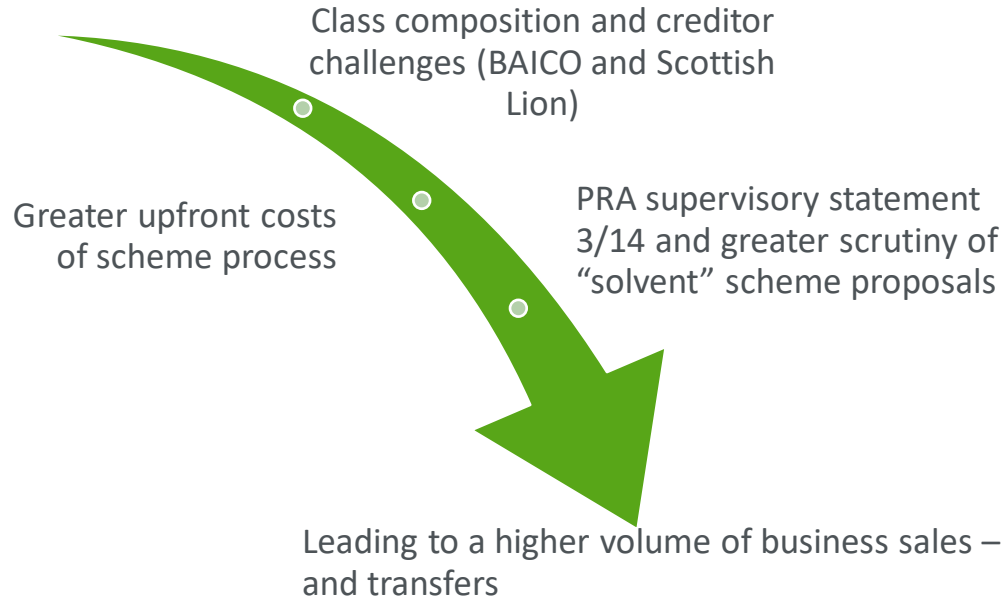 Class composition and creditor
challenges (BAICO and Scottish
Lion)
Greater upfront costs
of scheme process
PRA supervisory statement
3/14 and greater scrutiny of
“solvent” scheme proposals
Leading to a higher volume of business sales –
and transfers